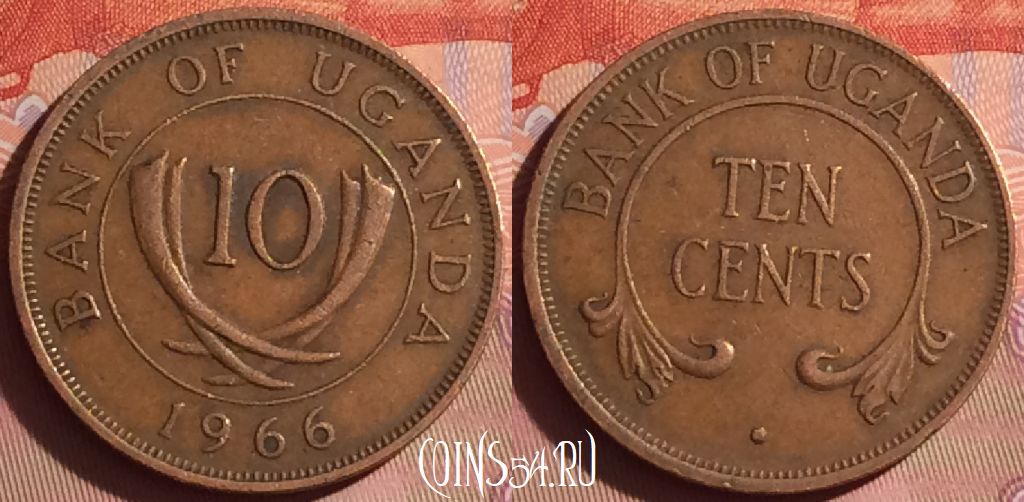 BANK OF UGANDA
10
1966
BANK OF UGANDA
TEN
CENTS
COINS54.RU